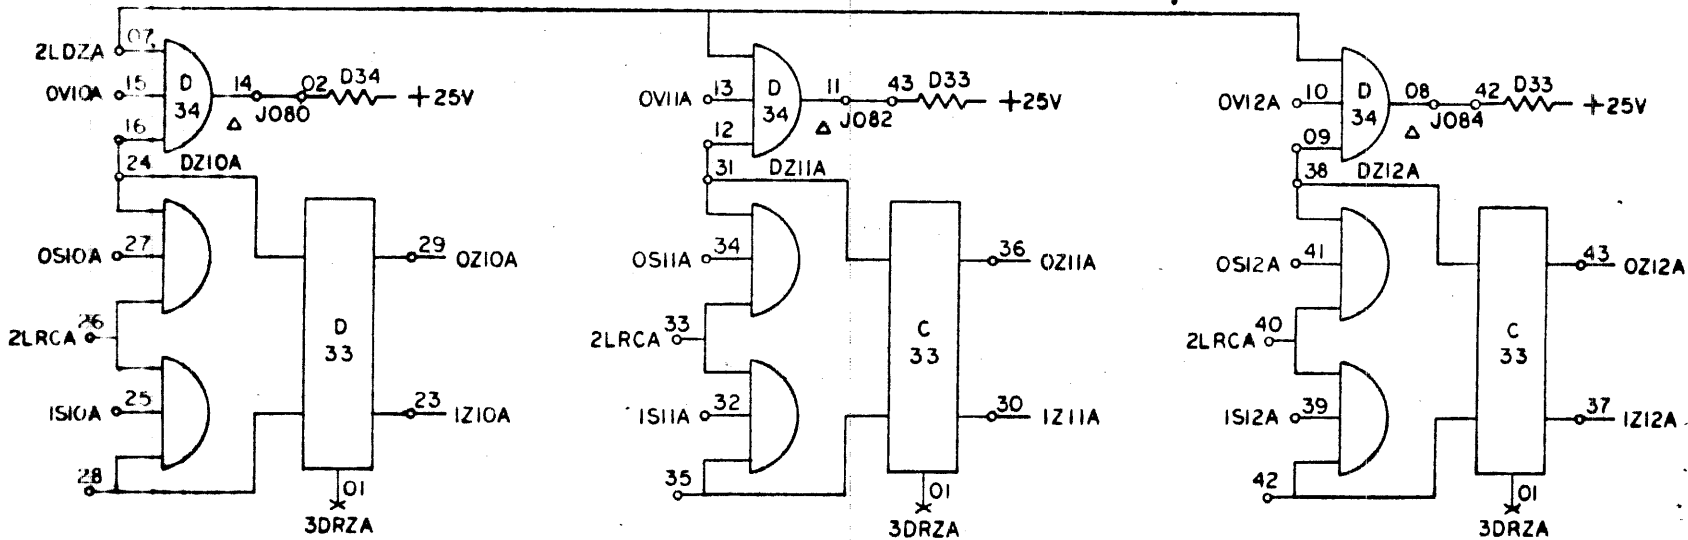 2LDZA 07
0V10A 15 D 34 14 J080 02 D34 +25V
16
24 DZ10A
0S10A 27 29 0Z10A
2LRCA 26 D 33
1S10A 25 23 1Z10A
28 01
3DRZA
0V11A 13 D 34 11 J082 43 D33 +25V
12
31 DZ11A
0S11A 34 36 0Z11A
2LRCA 33 C 33
1S11A 32 30 1Z11A
35 01
3DRZA
0V12A 10 D 34 08 J084 42 D33 +25V
09
38 DZ12A
0S12A 41 43 0Z12A
2LRCA 40 C 33
1S12A 39 37 1Z12A
42 01
3DRZA